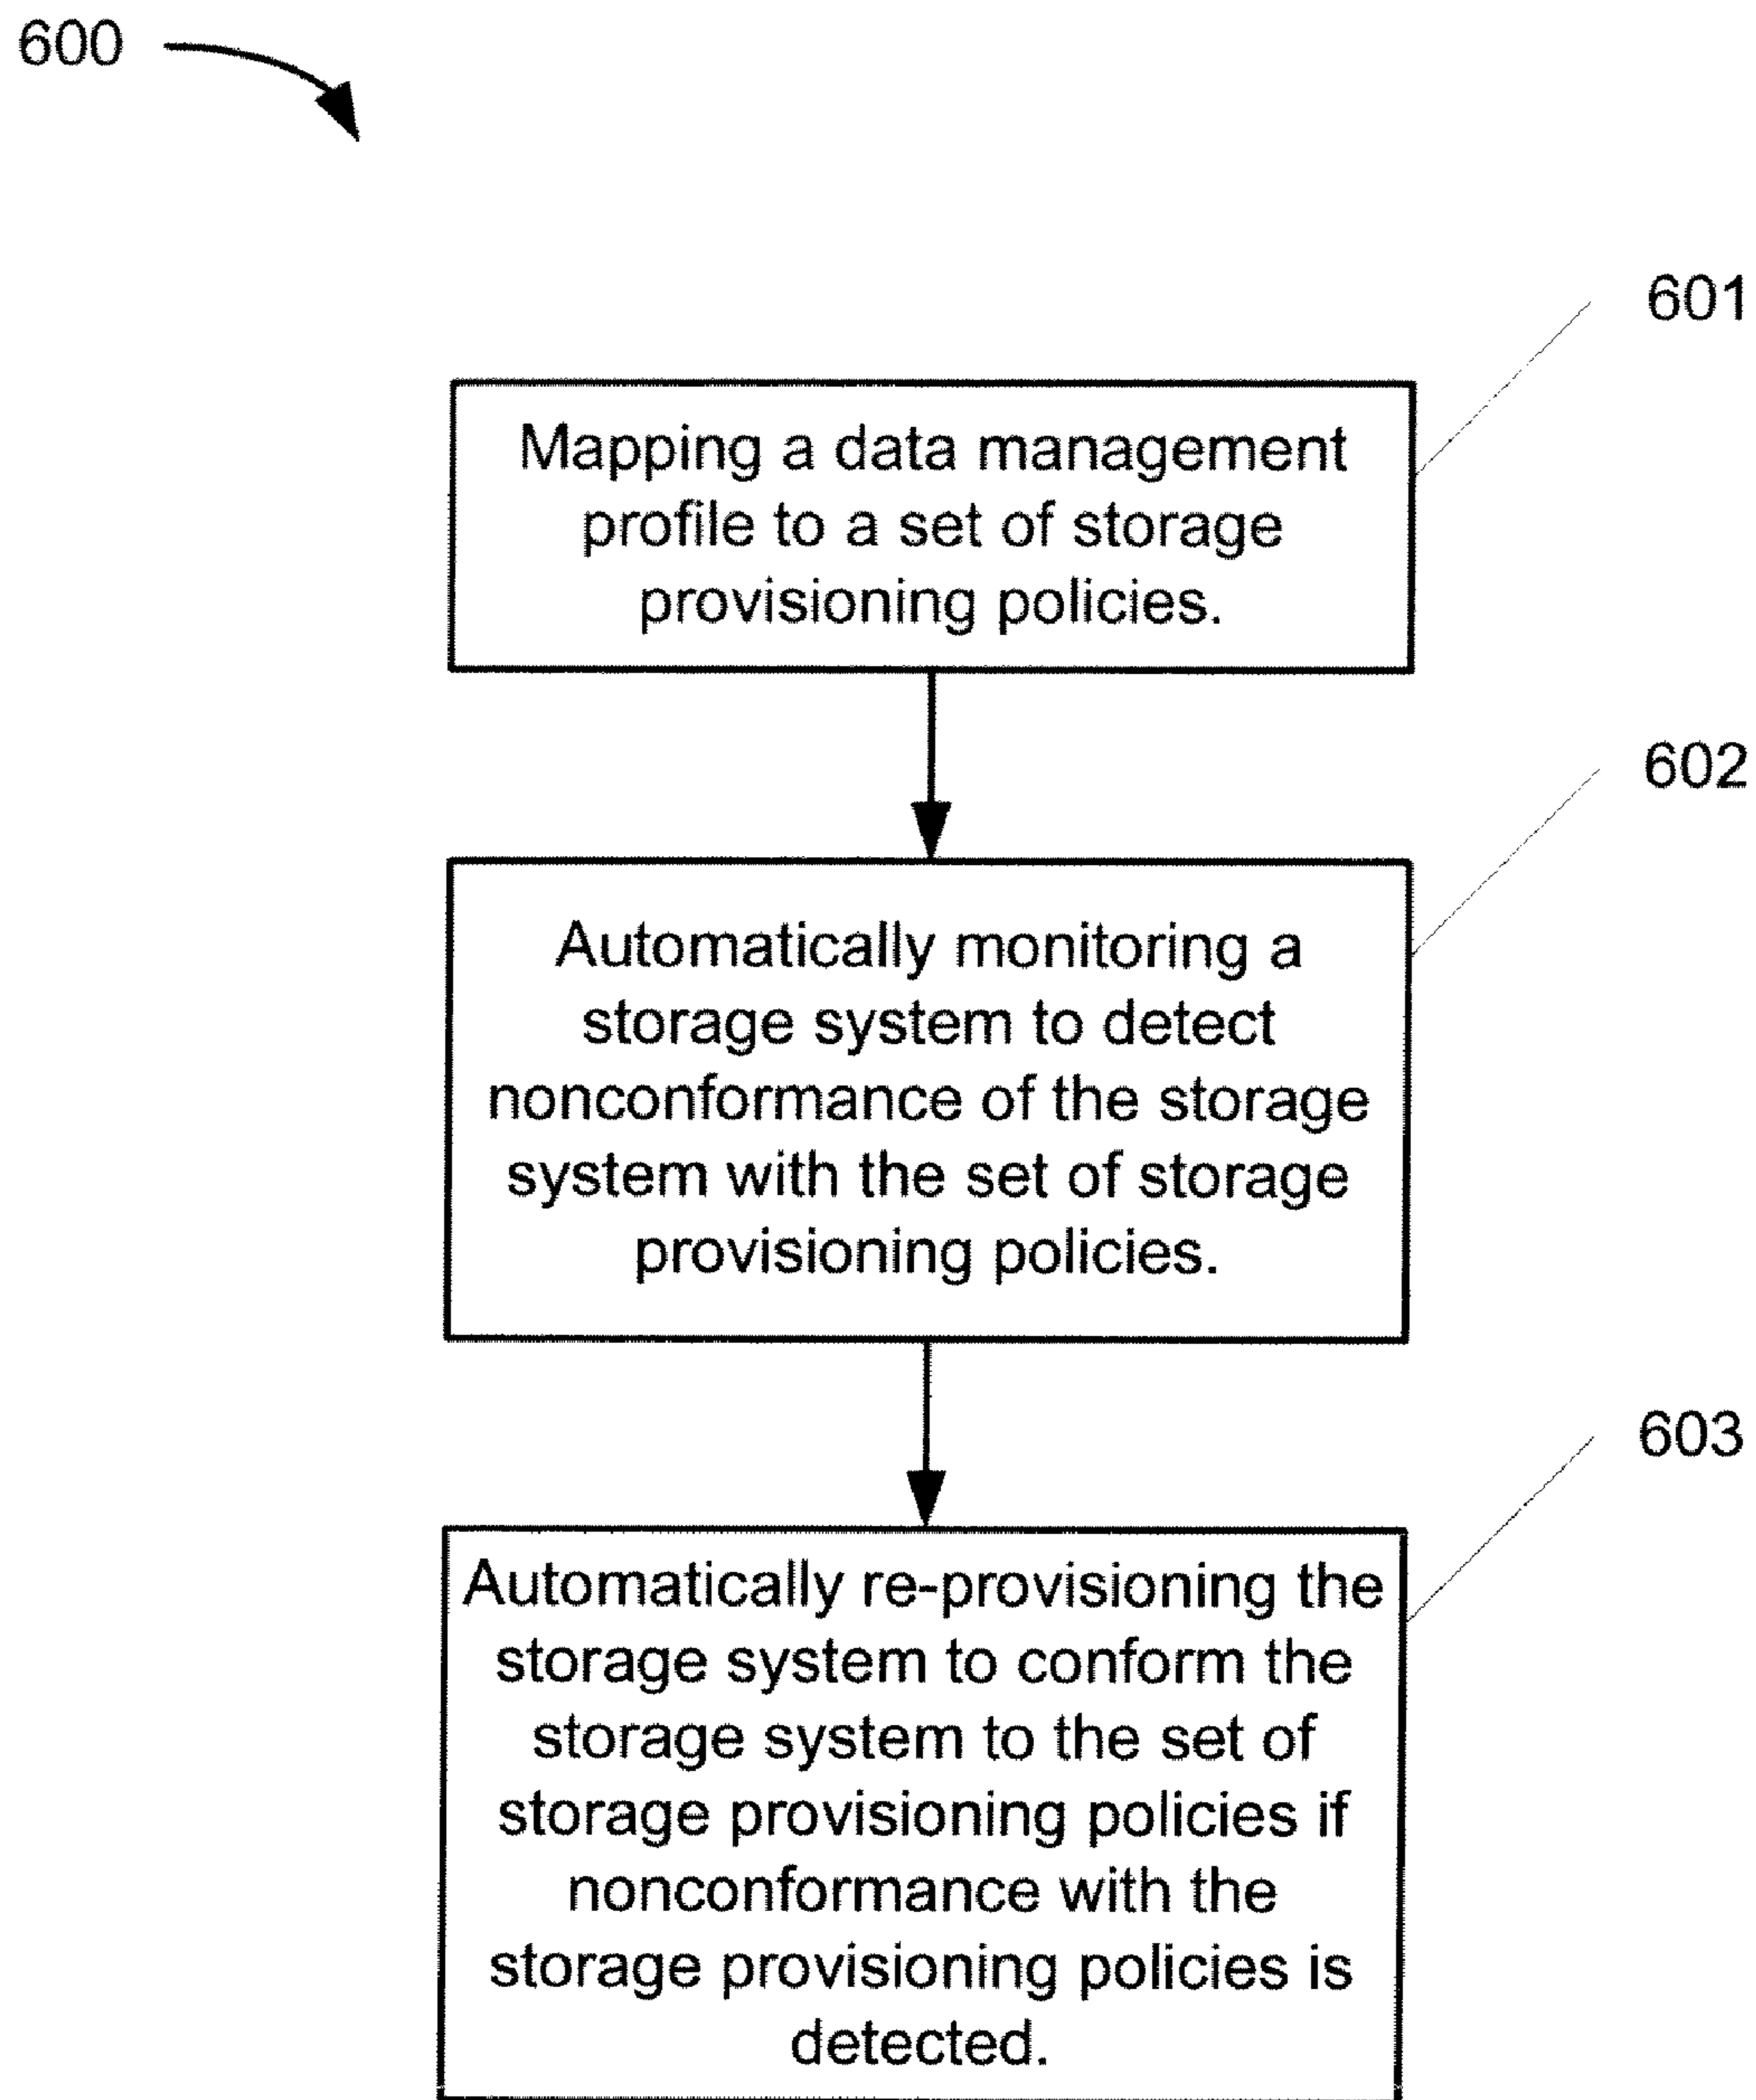 600
601
Mapping a data management
profile to a set of storage
provisioning policies.
602
Automatically monitoring a
storage system to detect
nonconformance of the storage
system with the set of storage
provisioning policies.
603
Automatically re-provisioning the
storage system to conform the
storage system to the set of
storage provisioning policies if
nonconformance with the
storage provisioning policies is
detected.